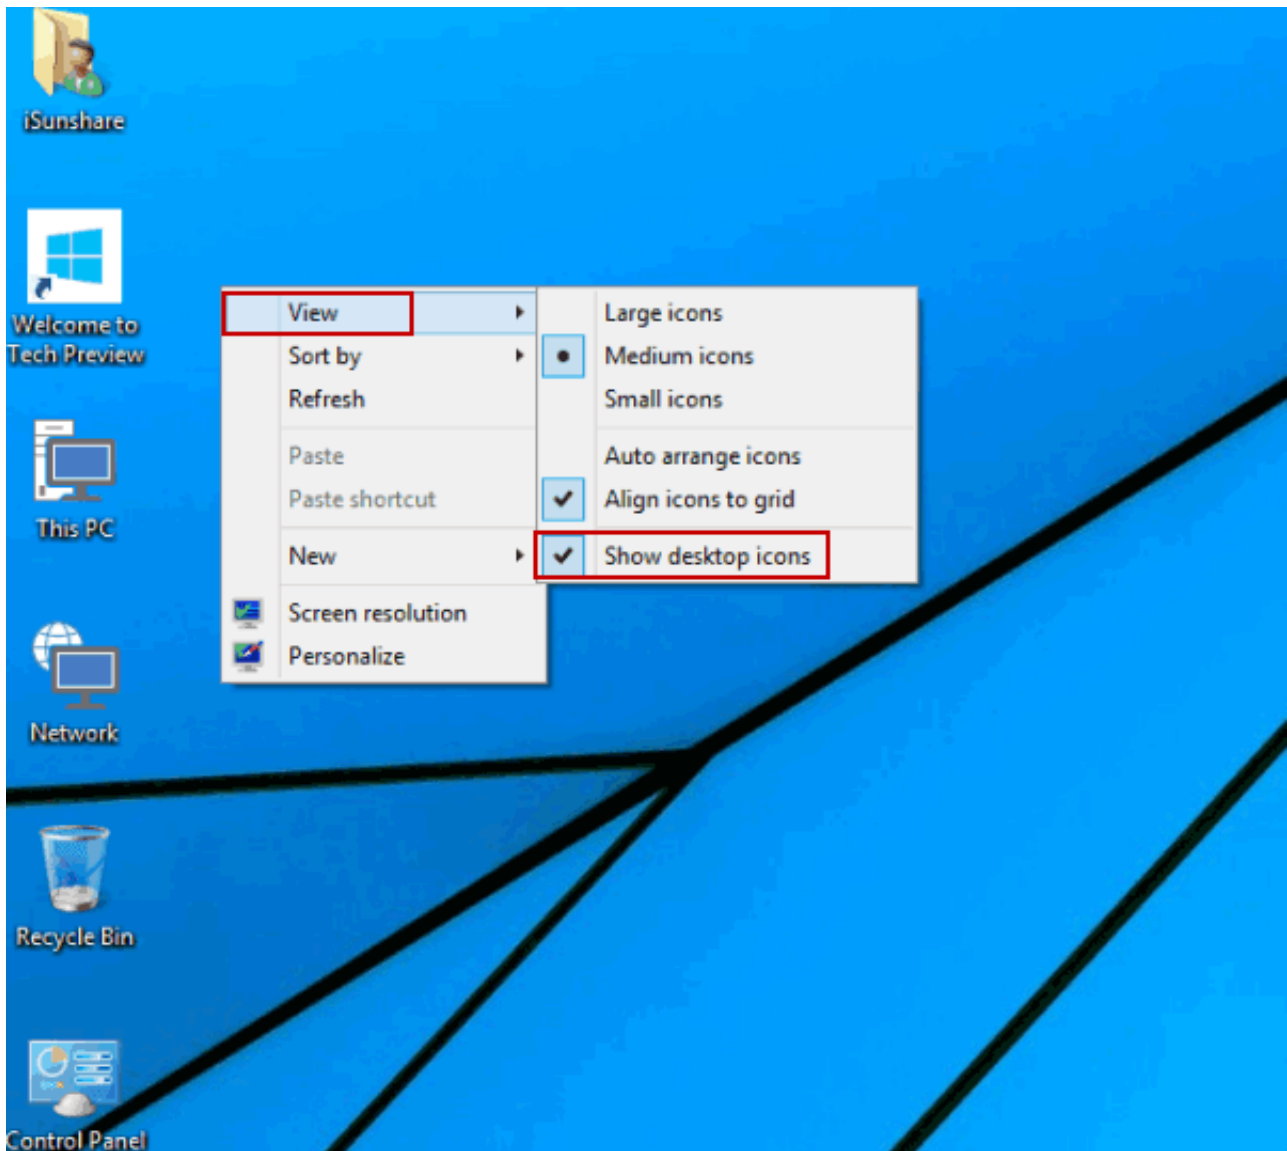 iSunshare
Welcome to
Tech Preview
This PC
Network
Recycle Bin
Control Panel
View
Sort by
Refresh
Paste
Paste shortcut
New
Screen resolution
Personalize
Large icons
Medium icons
Small icons
Auto arrange icons
Align icons to grid
Show desktop icons